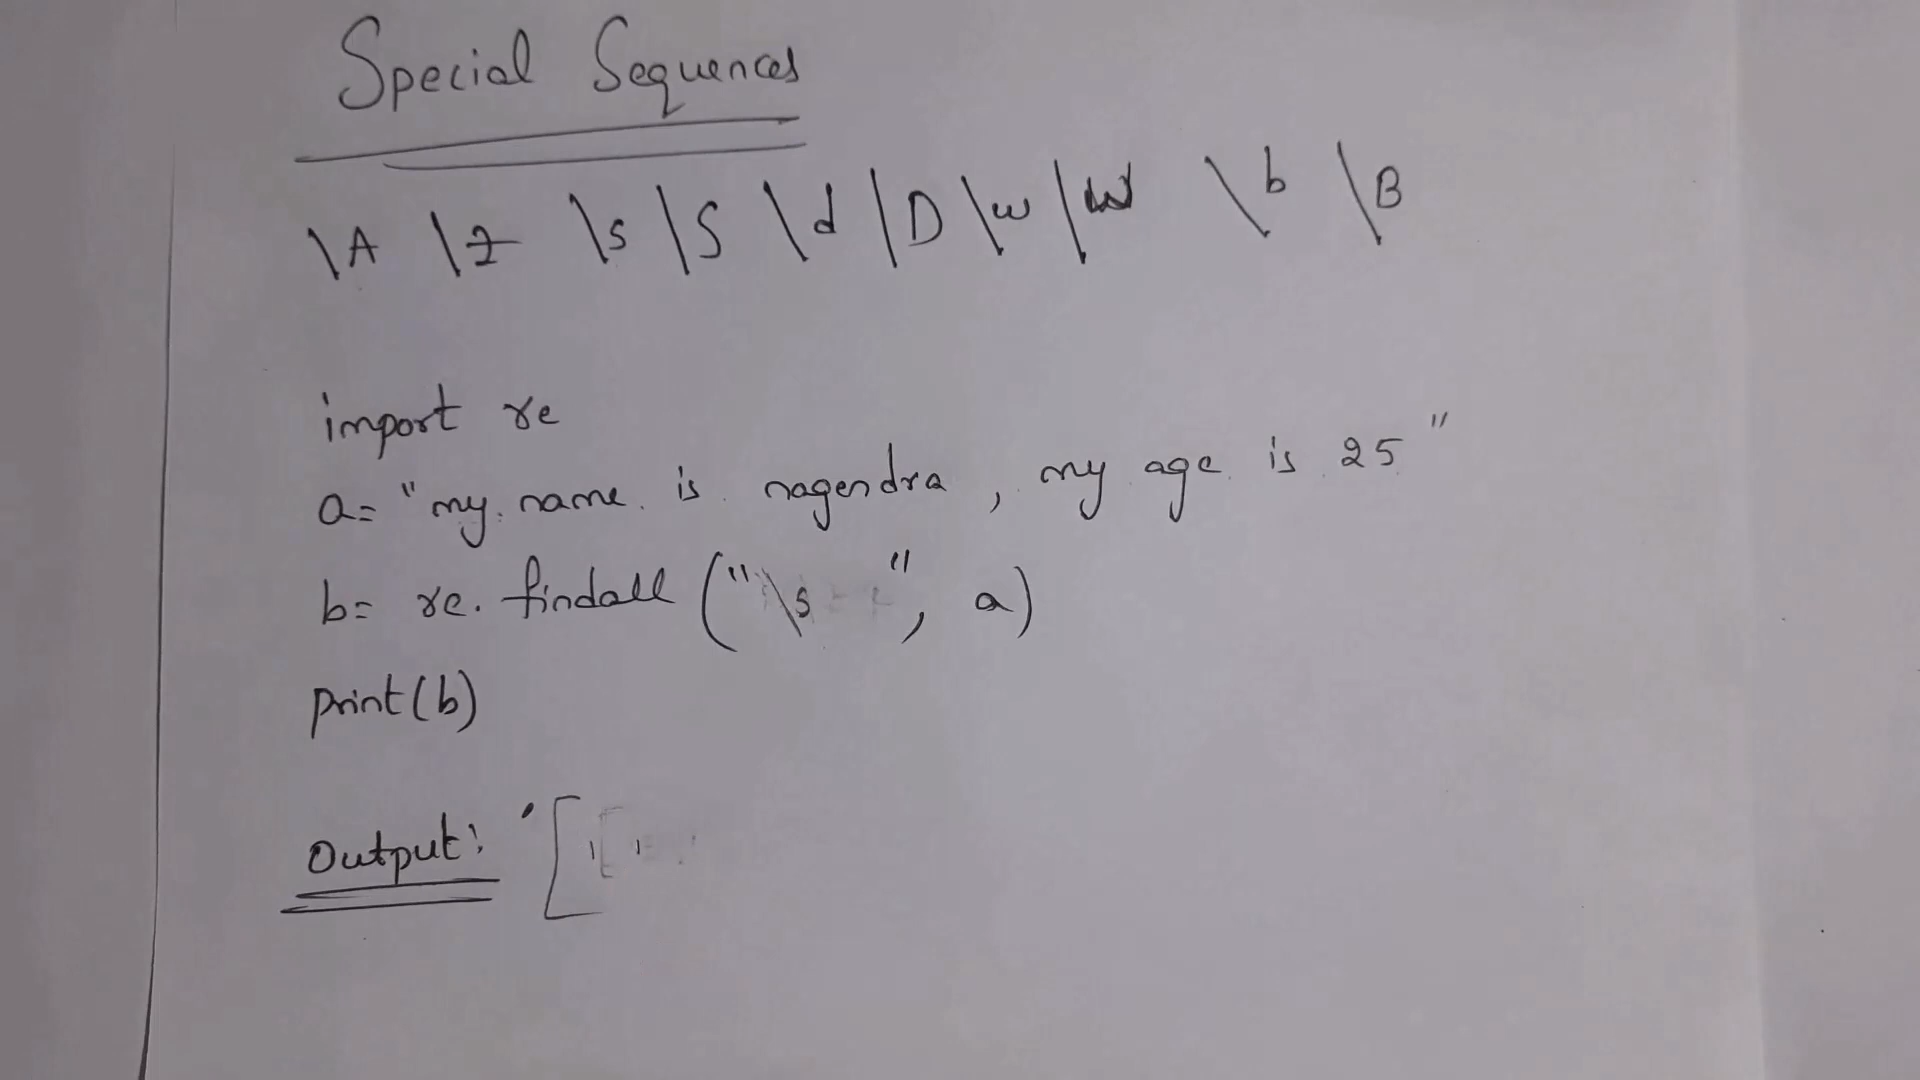 Special Sequences
\A \Z \s \S \d \D \w \W \b \B
import re
a= "my name is nagendra, my age is 25"
b= re.findall("\s", a)
print(b)
Output: [' '